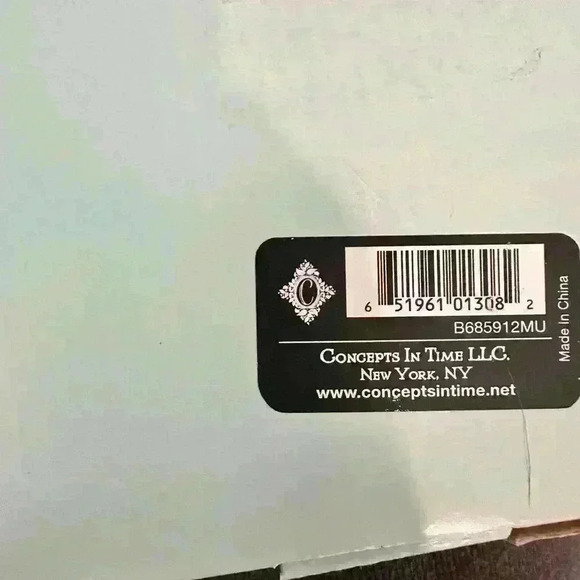 C
6 51961 01308 2
B685912MU
Made In China
CONCEPTS IN TIME LLC.
NEW YORK, NY
www.conceptsintime.net